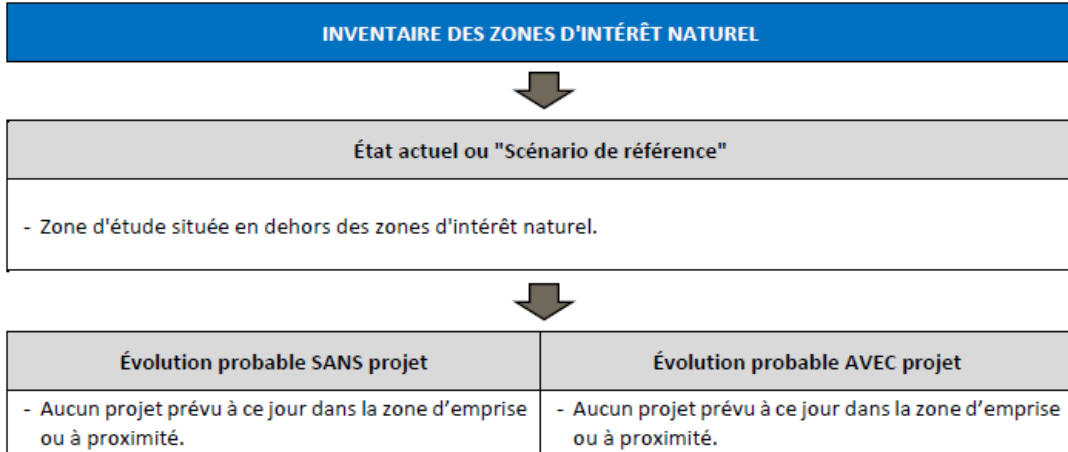 INVENTAIRE DES ZONES D'INTÉRÊT NATUREL
État actuel ou "Scénario de référence"
- Zone d'étude située en dehors des zones d'intérêt naturel.
Évolution probable SANS projet
- Aucun projet prévu à ce jour dans la zone d’emprise
ou à proximité.
Évolution probable AVEC projet
- Aucun projet prévu à ce jour dans la zone d’emprise
ou à proximité.